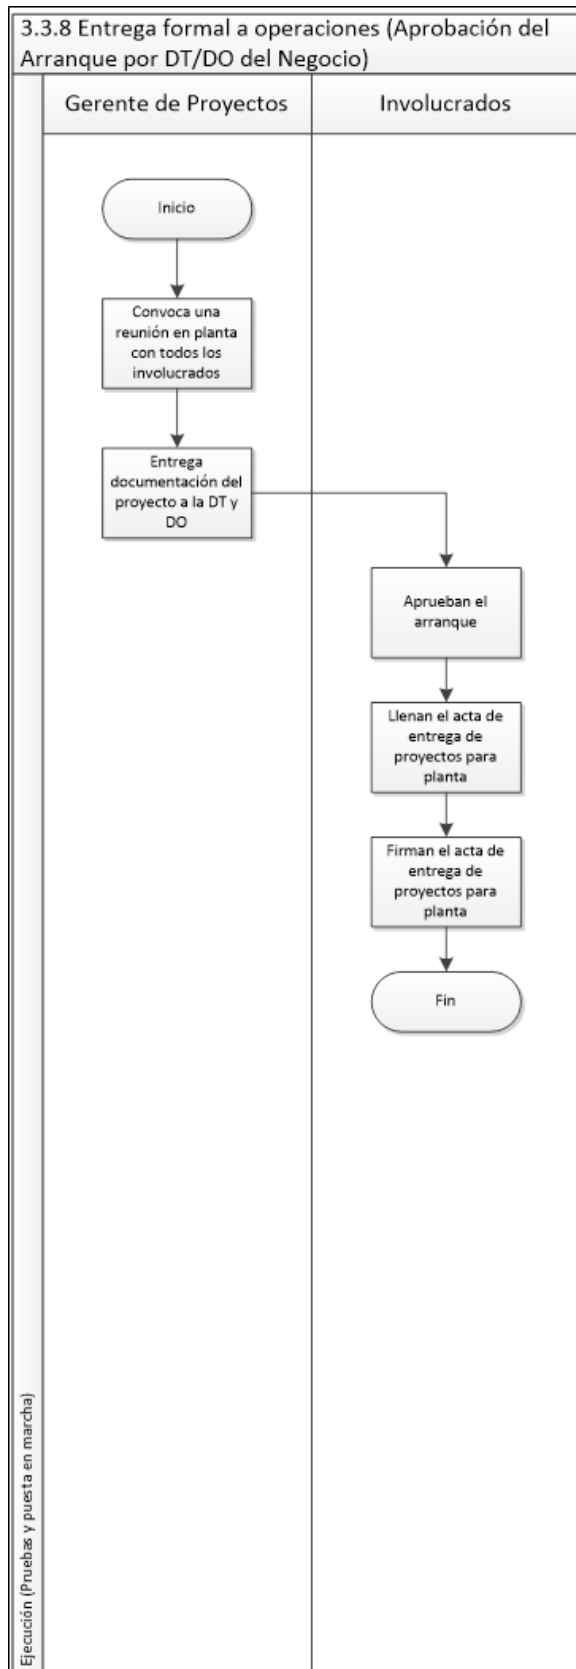 3.3.8 Entrega formal a operaciones (Aprobación del
Arranque por DT/DO del Negocio)
Gerente de Proyectos
Involucrados
Inicio
Convoca una
reunión en planta
con todos los
involucrados
Entrega
documentación del
proyecto a la DT y
DO
Aprueban el
arranque
Llenan el acta de
entrega de
proyectos para
planta
Firman el acta de
entrega de
proyectos para
planta
Fin
Ejecución (Pruebas y puesta en marcha)